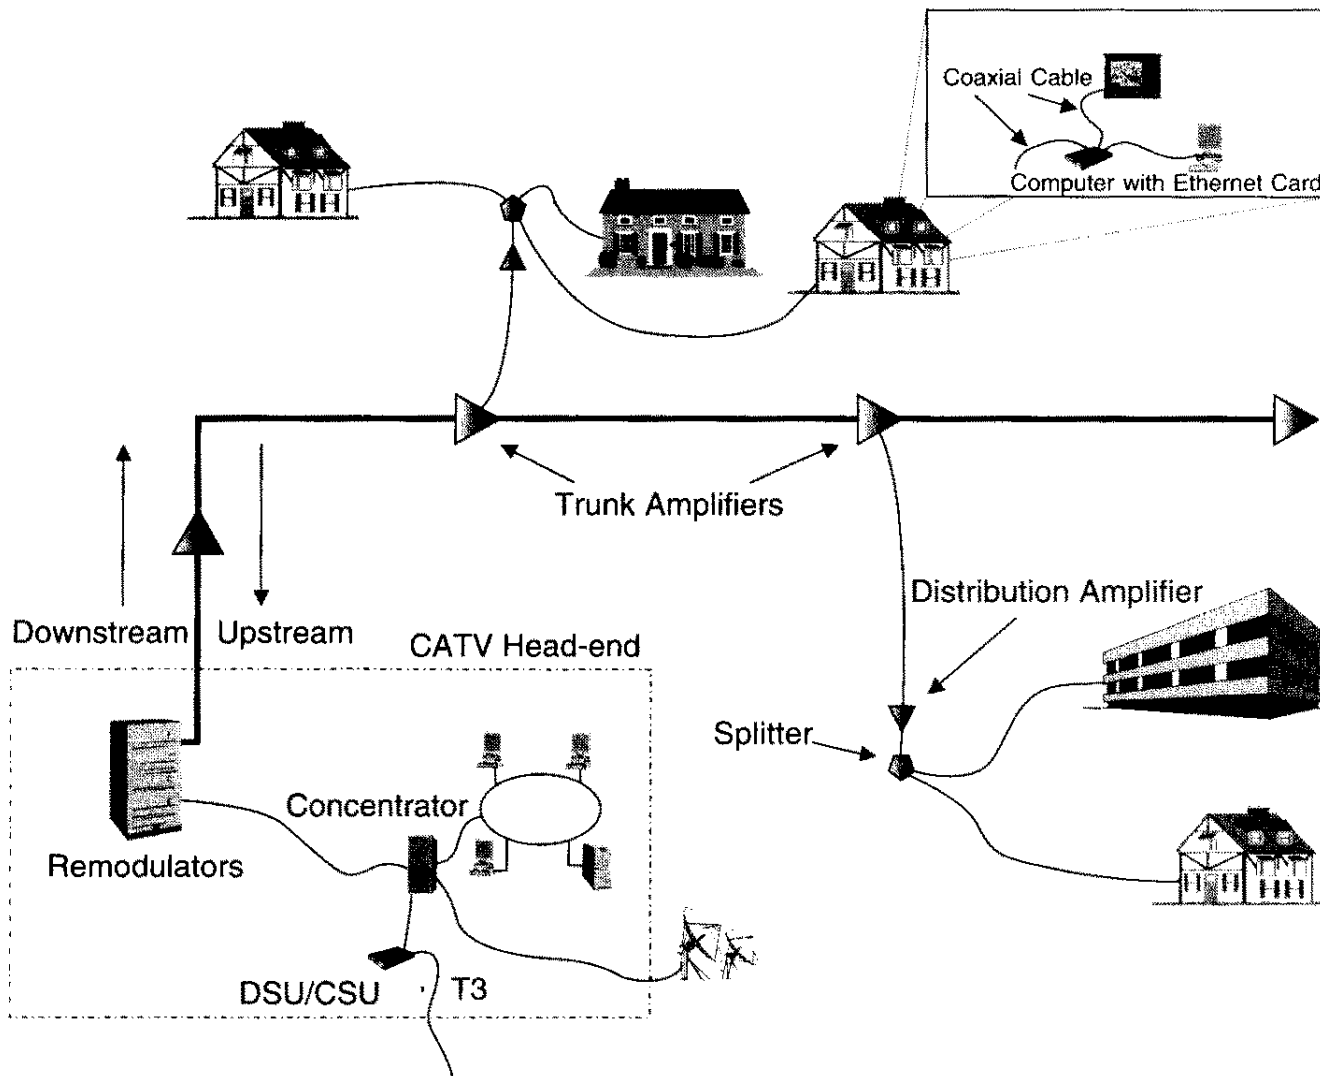 Coaxial Cable
Computer with Ethernet Card
Trunk Amplifiers
Distribution Amplifier
Downstream
Upstream
CATV Head-end
Splitter
Concentrator
Remodulators
DSU/CSU
T3